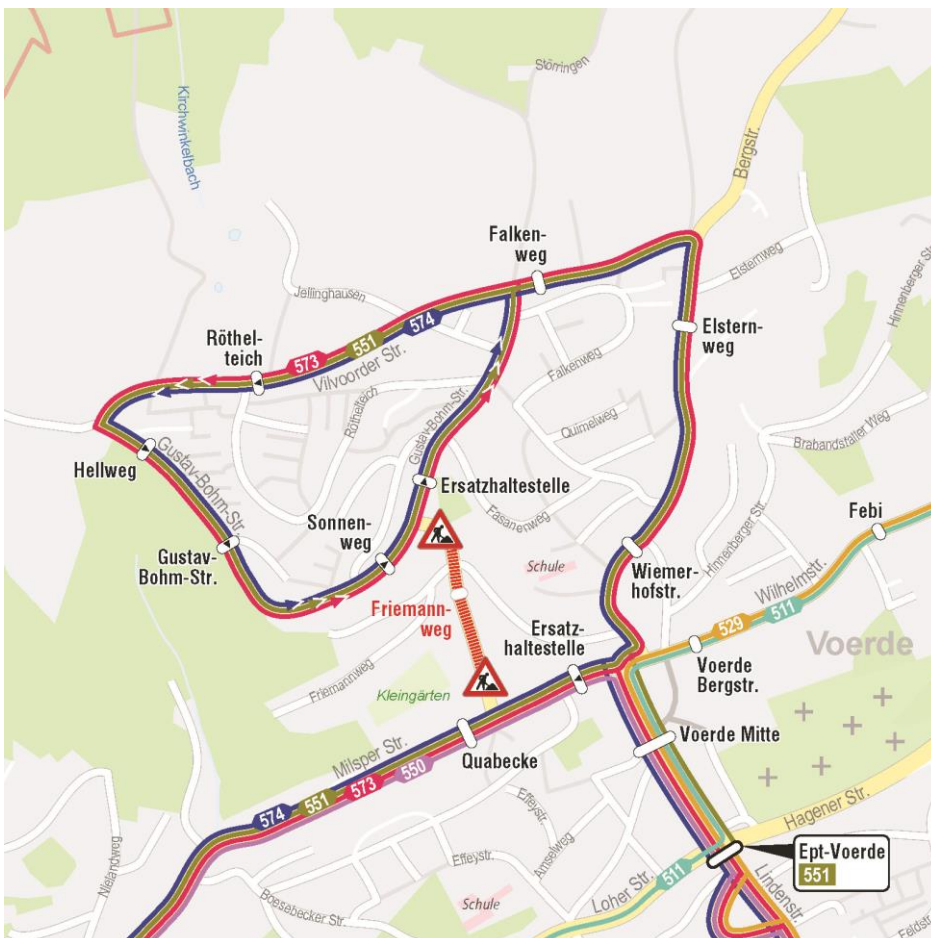 Störringen
Kirchwinkelbach
Bergstr.
Falken-
weg
Elsternweg
Hinnenberger Str.
Jellinghausen
574
551
573
Vilvoorder Str.
Röthel-
teich
Elstern-
weg
Falkenweg
Röthelteich
Gustav-Bohm-Str.
Quimelweg
Brabandstaller Weg
Hellweg
Gustav-Bohm-Str.
Ersatzhaltestelle
Fasanenweg
Hinnenberger Str.
Febi
Sonnen-
weg
Gustav-
Bohm-Str.
Schule
Wiemer-
hofstr.
Wilhelmstr.
529
511
Friemann-
weg
Ersatz-
haltestelle
Voerde
Voerde
Bergstr.
Friemannweg
Kleingärten
Milsper Str.
Quabecke
Voerde Mitte
574
551
573
550
Effeystr.
Hagener Str.
Nielandweg
Effeystr.
Amselweg
Ept-Voerde
551
Boesebecker Str.
Schule
Loher Str.
511
Lindenstr.
Feldstr.